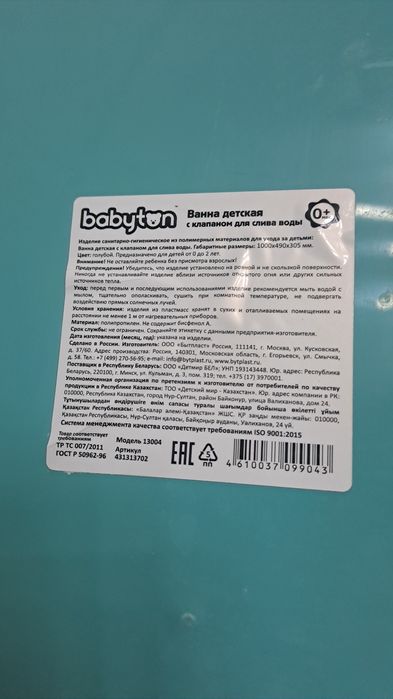 babyton
Ванна детская
с клапаном для слива воды
0+
Изделие санитарно-гигиеническое из полимерных материалов для ухода за детьми:
Ванна детская с клапаном для слива воды. Габаритные размеры: 1000х490х305 мм.
Цвет: голубой. Предназначено для детей от 0 до 2 лет.
Внимание! Не оставляйте ребенка без присмотра взрослых!
Предупреждения! Убедитесь, что изделие установлено на ровной и не скользкой поверхности.
Никогда не устанавливайте изделие вблизи источников открытого огня или других сильных
источников тепла.
Уход: перед первым и последующим использованиями изделие рекомендуется мыть водой с
мылом, тщательно ополаскивать, сушить при комнатной температуре, не подвергать
воздействию прямых солнечных лучей.
Условия хранения: изделия из пластмасс хранят в сухих и отапливаемых помещениях на
расстоянии не менее 1 м от нагревательных приборов.
Материал: полипропилен. Не содержит бисфенол А.
Срок службы: не ограничен. Сохраняйте этикетку с данными предприятия-изготовителя.
Дата изготовления (месяц, год): указана на изделии.
Сделано в России. Изготовитель: ООО «Бытпласт» Россия, 111141, г. Москва, ул. Кусковская,
д. 20А. Адрес производства: Россия, 140301, Московская область, г. Егорьевск, ул. Смычка,
д. 58. Тел.: +7 (499) 270-56-95; e-mail: info@bytplast.ru, www.bytplast.ru.
Поставщик в Республику Беларусь: ООО «Детмир БЕЛ»; УНП 193143448. Юр. адрес: Республика
Беларусь, 220100, г. Минск, ул. Кульман, д. 3, пом. 319; тел. +375 (17) 3970001.
Уполномоченная организация по претензиям к изготовителю от потребителей по качеству
продукции в Республике Казахстан: ТОО «Детский мир - Казахстан». Юр. адрес компании в РК:
010000, Республика Казахстан, город Нур-Султан, район Байконур, улица Валиханова, дом 24.
Тұтынушылардан өндірушіге өнім сапасы туралы шағымдар бойынша өкілетті ұйым
Қазақстан Республикасы: «Балалар әлемі-Қазақстан» ЖШС. ҚР заңды мекен-жайы: 010000,
Қазақстан Республикасы, Нур-Султан қаласы, Байқоңыр ауданы, Уәлиханов, 24 үй.
Система менеджмента качества соответствует требованиям ISO 9001:2015
Товар соответствует
требованиям
ТР ТС 007/2011
ГОСТ Р 50962-96
Модель 13004
Артикул
431313702
EAC
5
ПП
4 610037 099043